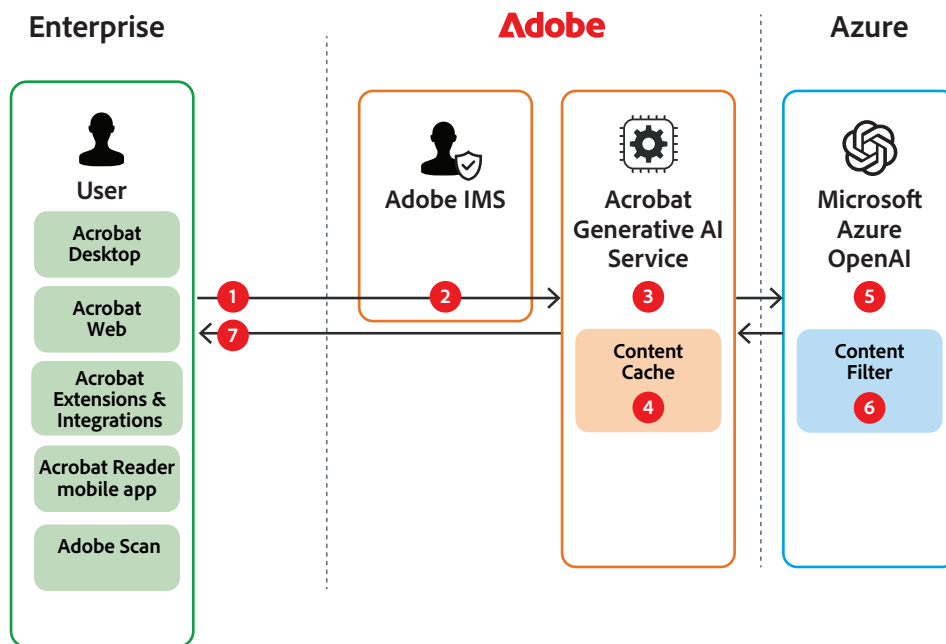 Enterprise
Adobe
Azure
User
Acrobat
Desktop
Acrobat
Web
Acrobat
Extensions &
Integrations
Acrobat Reader
mobile app
Adobe Scan
Adobe IMS
Acrobat
Generative AI
Service
Microsoft
Azure
OpenAI
1
2
3
5
7
Content
Cache
4
Content
Filter
6